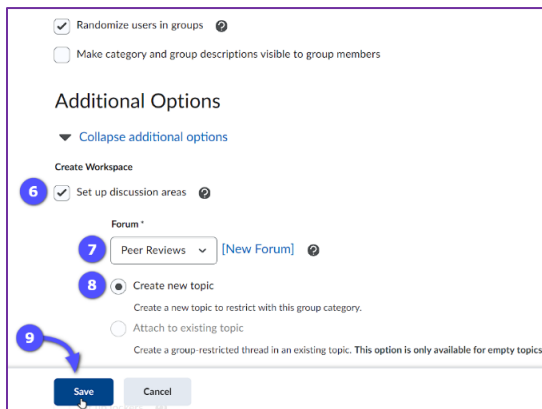 Randomize users in groups
Make category and group descriptions visible to group members
Additional Options
Collapse additional options
Create Workspace
6 Set up discussion areas
Forum *
7 Peer Reviews [New Forum]
8 Create new topic
Create a new topic to restrict with this group category.
Attach to existing topic
9
Create a group-restricted thread in an existing topic. This option is only available for empty topics
Save Cancel